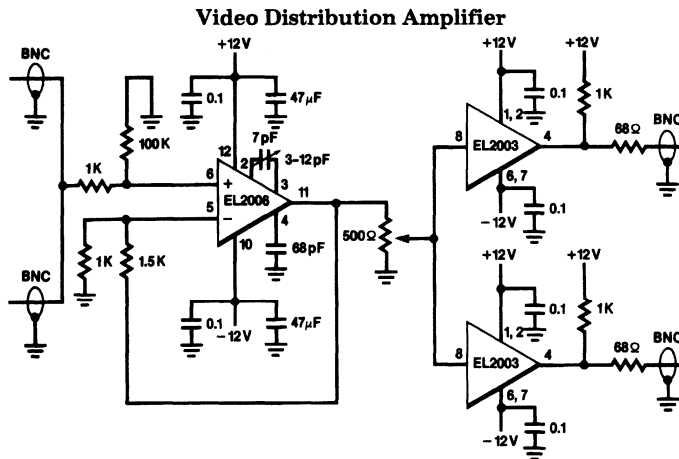 Video Distribution Amplifier
BNC
+12V
0.1
47µF
100K
7pF
3–12pF
1K
12
2
3
6
+
EL2006
11
5
−
4
10
68pF
1K
1.5K
500Ω
BNC
0.1
−12V
47µF
+12V
+12V
0.1
1K
1, 2
8
EL2003
4
68Ω
BNC
6, 7
−12V
0.1
+12V
+12V
0.1
1K
1, 2
8
EL2003
4
68Ω
BNC
6, 7
−12V
0.1